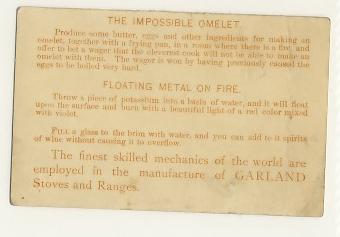 THE IMPOSSIBLE OMELET.
Produce some butter, eggs and other ingredients for making an
omelet, together with a frying pan, in a room where there is a fire, and
offer to bet a wager that the cleverest cook will not be able to make an
omelet with them. The wager is won by having previously caused the
eggs to be boiled very hard.
FLOATING METAL ON FIRE.
Throw a piece of potassium into a basin of water, and it will float
upon the surface and burn with a beautiful light of a red color mixed
with violet.
FILL a glass to the brim with water, and you can add to it spirits
of wine without causing it to overflow.
The finest skilled mechanics of the world are
employed in the manufacture of GARLAND
Stoves and Ranges.